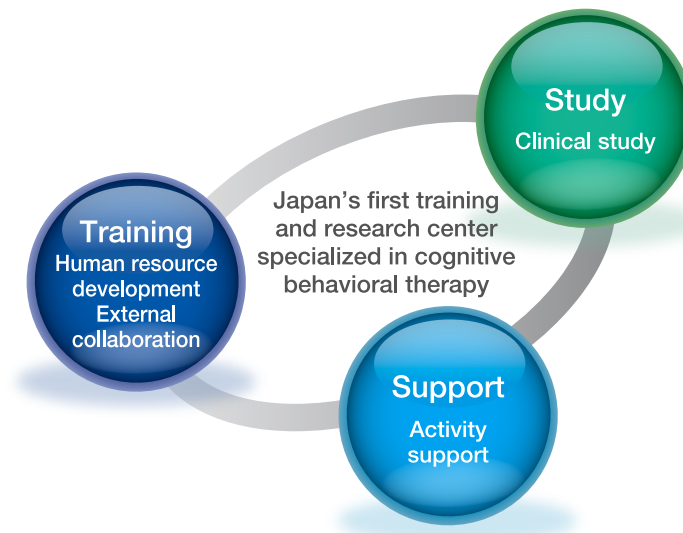 Study
Clinical study
Japan’s first training
and research center
specialized in cognitive
behavioral therapy
Training
Human resource
development
External
collaboration
Support
Activity
support